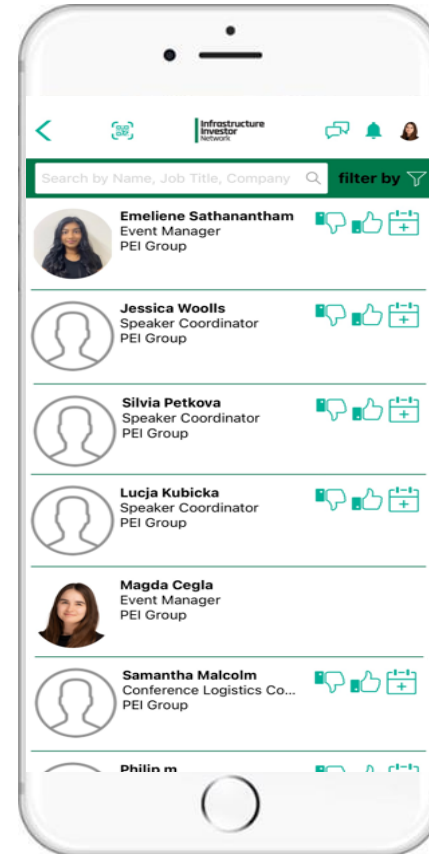 Infrastructure
Investor
Network
Search by Name, Job Title, Company
filter by
Emeliene Sathanantham
Event Manager
PEI Group
Jessica Woolls
Speaker Coordinator
PEI Group
Silvia Petkova
Speaker Coordinator
PEI Group
Lucja Kubicka
Speaker Coordinator
PEI Group
Magda Cegla
Event Manager
PEI Group
Samantha Malcolm
Conference Logistics Co...
PEI Group
Philip m